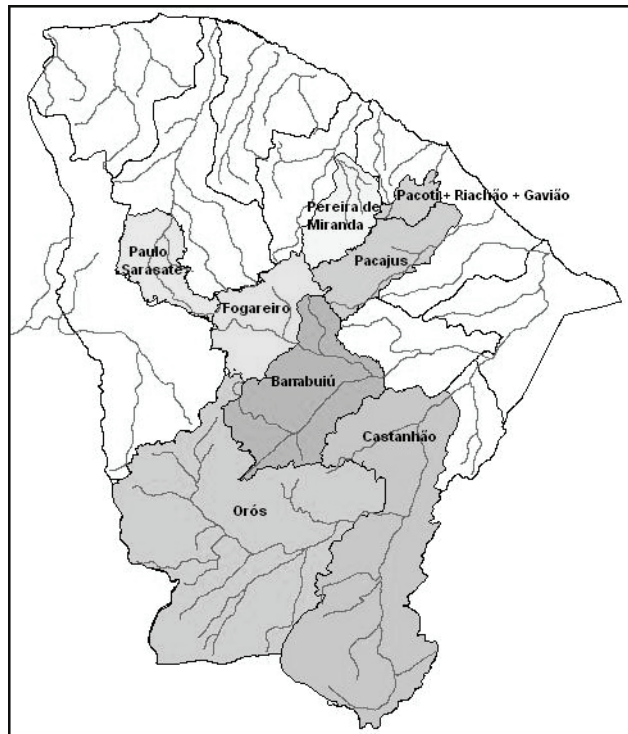 Pacoti + Riachão + Gavião
Pereira de
Miranda
Pacajus
Paulo
Sarasate
Fogareiro
Banabuiú
Castanhão
Orós